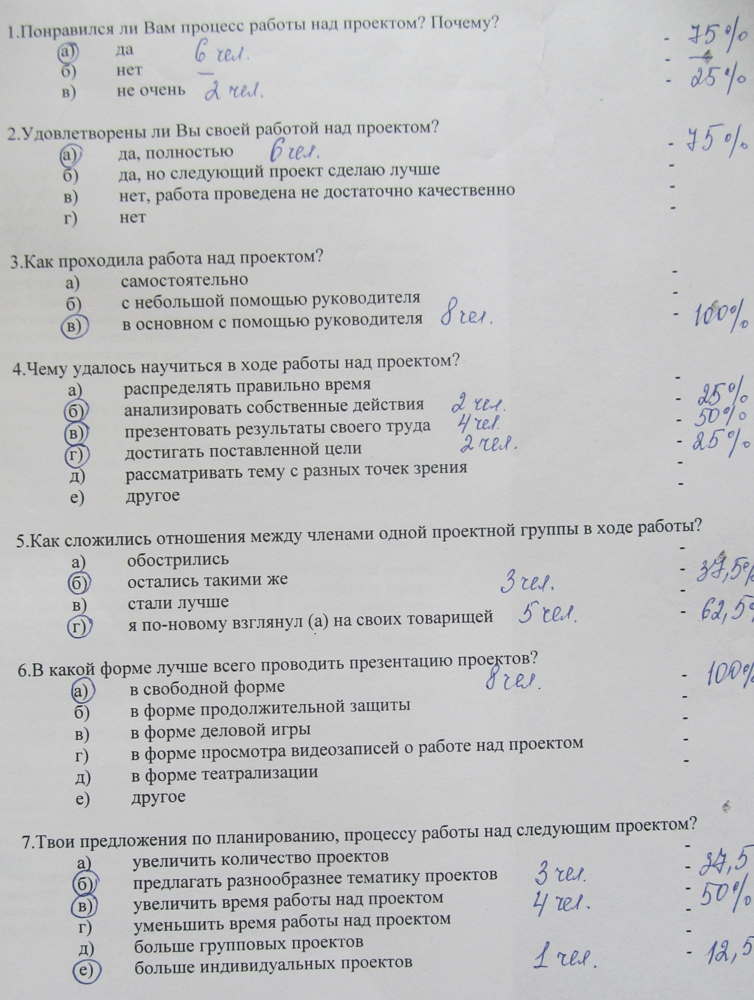 1.Понравился ли Вам процесс работы над проектом? Почему?
а) да 6 чел. - 75%
б) нет — - —
в) не очень 2 чел. - 25%
2.Удовлетворены ли Вы своей работой над проектом?
а) да, полностью 6 чел. - 75%
б) да, но следующий проект сделаю лучше -
в) нет, работа проведена не достаточно качественно -
г) нет -
3.Как проходила работа над проектом?
а) самостоятельно -
б) с небольшой помощью руководителя -
в) в основном с помощью руководителя 8 чел. - 100%
4.Чему удалось научиться в ходе работы над проектом?
а) распределять правильно время -
б) анализировать собственные действия 2 чел. - 25%
в) презентовать результаты своего труда 4 чел. - 50%
г) достигать поставленной цели 2 чел. - 25%
д) рассматривать тему с разных точек зрения -
е) другое -
5.Как сложились отношения между членами одной проектной группы в ходе работы?
а) обострились -
б) остались такими же 3 чел. - 37,5%
в) стали лучше -
г) я по-новому взглянул (а) на своих товарищей 5 чел. - 62,5%
6.В какой форме лучше всего проводить презентацию проектов?
а) в свободной форме 8 чел. - 100%
б) в форме продолжительной защиты -
в) в форме деловой игры -
г) в форме просмотра видеозаписей о работе над проектом -
д) в форме театрализации -
е) другое
7.Твои предложения по планированию, процессу работы над следующим проектом?
а) увеличить количество проектов -
б) предлагать разнообразнее тематику проектов 3 чел. - 37,5
в) увеличить время работы над проектом 4 чел. - 50%
г) уменьшить время работы над проектом -
д) больше групповых проектов -
е) больше индивидуальных проектов 1 чел. - 12,5